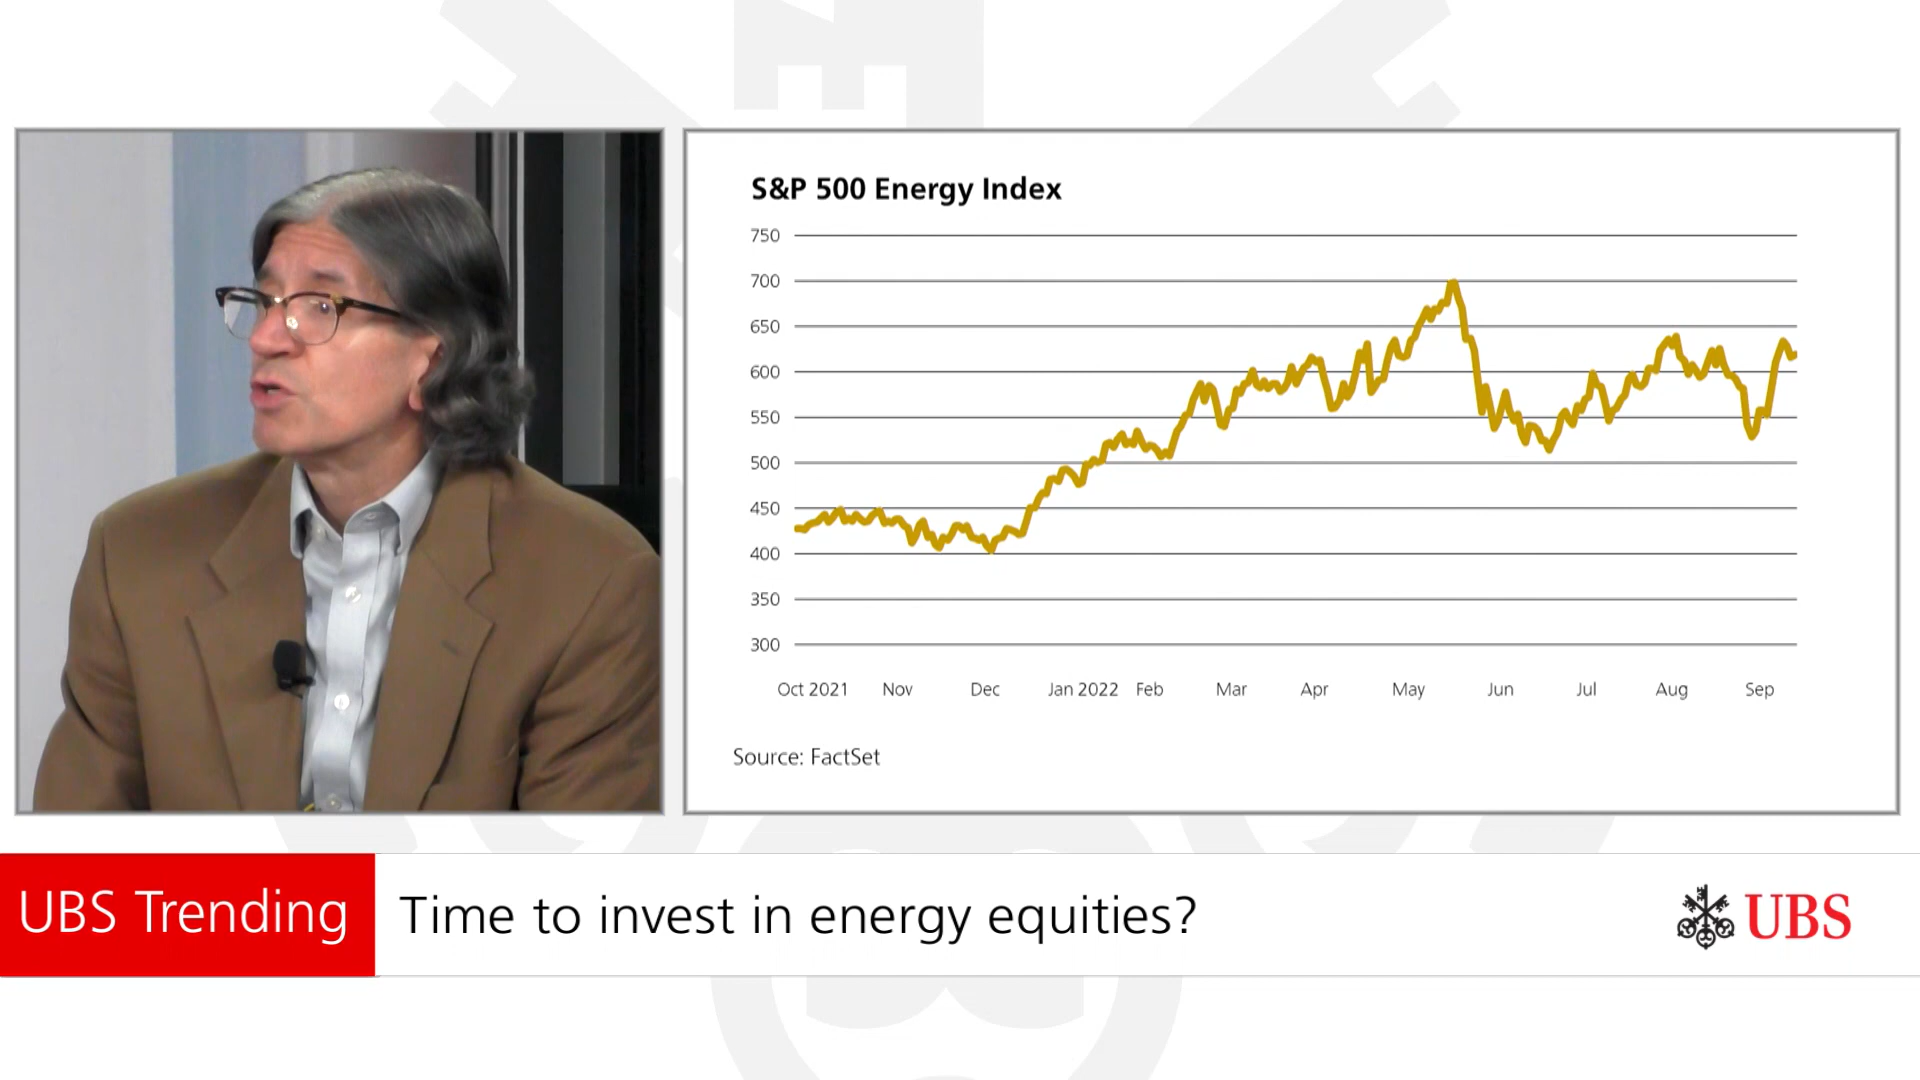 S&P 500 Energy Index
750
700
650
600
550
500
450
400
350
300
Oct 2021 Nov Dec Jan 2022 Feb Mar Apr May Jun Jul Aug Sep
Source: FactSet
UBS Trending Time to invest in energy equities? UBS